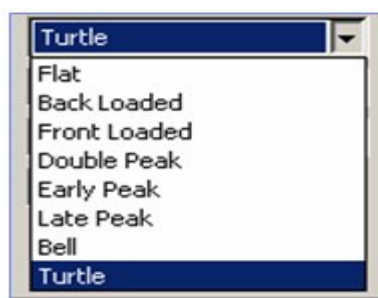 Turtle
Flat
Back Loaded
Front Loaded
Double Peak
Early Peak
Late Peak
Bell
Turtle